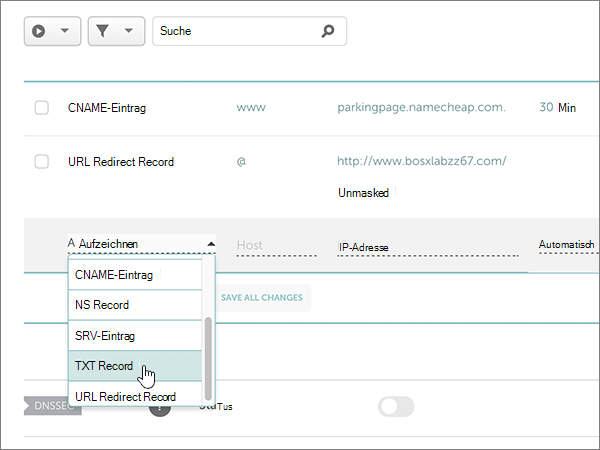 Suche
CNAME-Eintrag www parkingpage.namecheap.com. 30 Min
URL Redirect Record @ http://www.bosxlabzz67.com/
Unmasked
A Aufzeichnen Host IP-Adresse Automatisch
CNAME-Eintrag
NS Record
SAVE ALL CHANGES
SRV-Eintrag
TXT Record
URL Redirect Record
DNSSEC StaTus